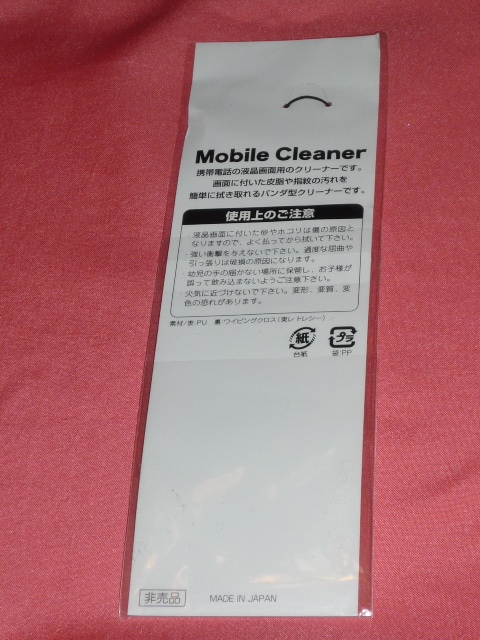 Mobile Cleaner
携帯電話の液晶画面用のクリーナーです。
画面に付いた皮脂や指紋の汚れを
簡単に拭き取れるパンダ型クリーナーです。
使用上のご注意
・液晶画面に付いた砂やホコリは傷の原因と
なりますので、よく払ってから拭いて下さい。
・強い衝撃を与えないで下さい。過度な屈曲や
引っ張りは破損の原因になります。
・幼児の手の届かない場所に保管し、お子様が
誤って飲み込まないようご注意下さい。
・火気に近づけないで下さい。変形、変質、変
色の恐れがあります。
素材/表:PU 裏:ワイピングクロス(東レ トレシー)
紙
台紙
プラ
袋:PP
非売品
MADE IN JAPAN